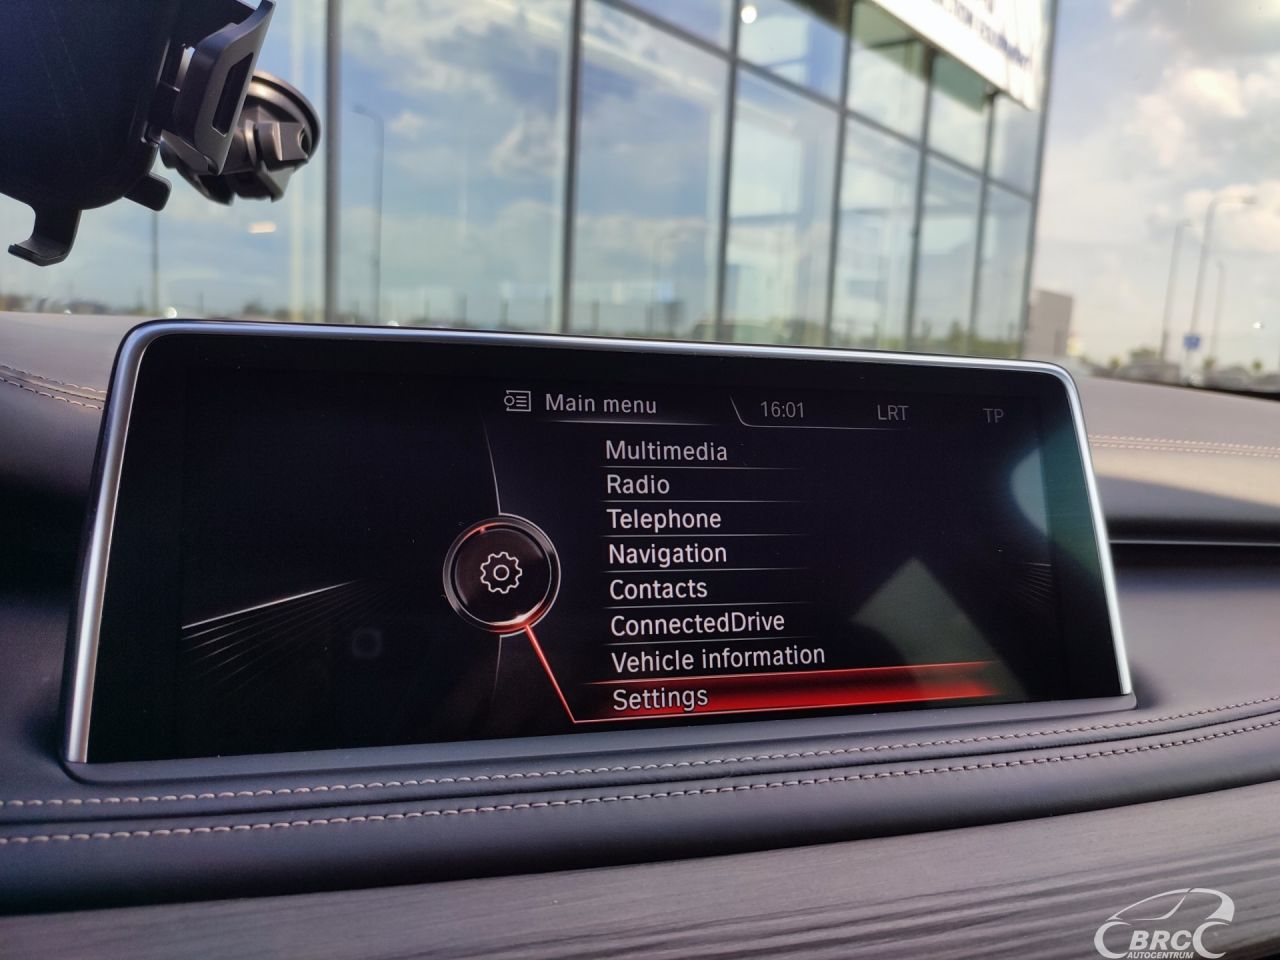 Main menu
16:01
LRT
TP
Multimedia
Radio
Telephone
Navigation
Contacts
ConnectedDrive
Vehicle information
Settings
BRC
AUTOCENTRUM